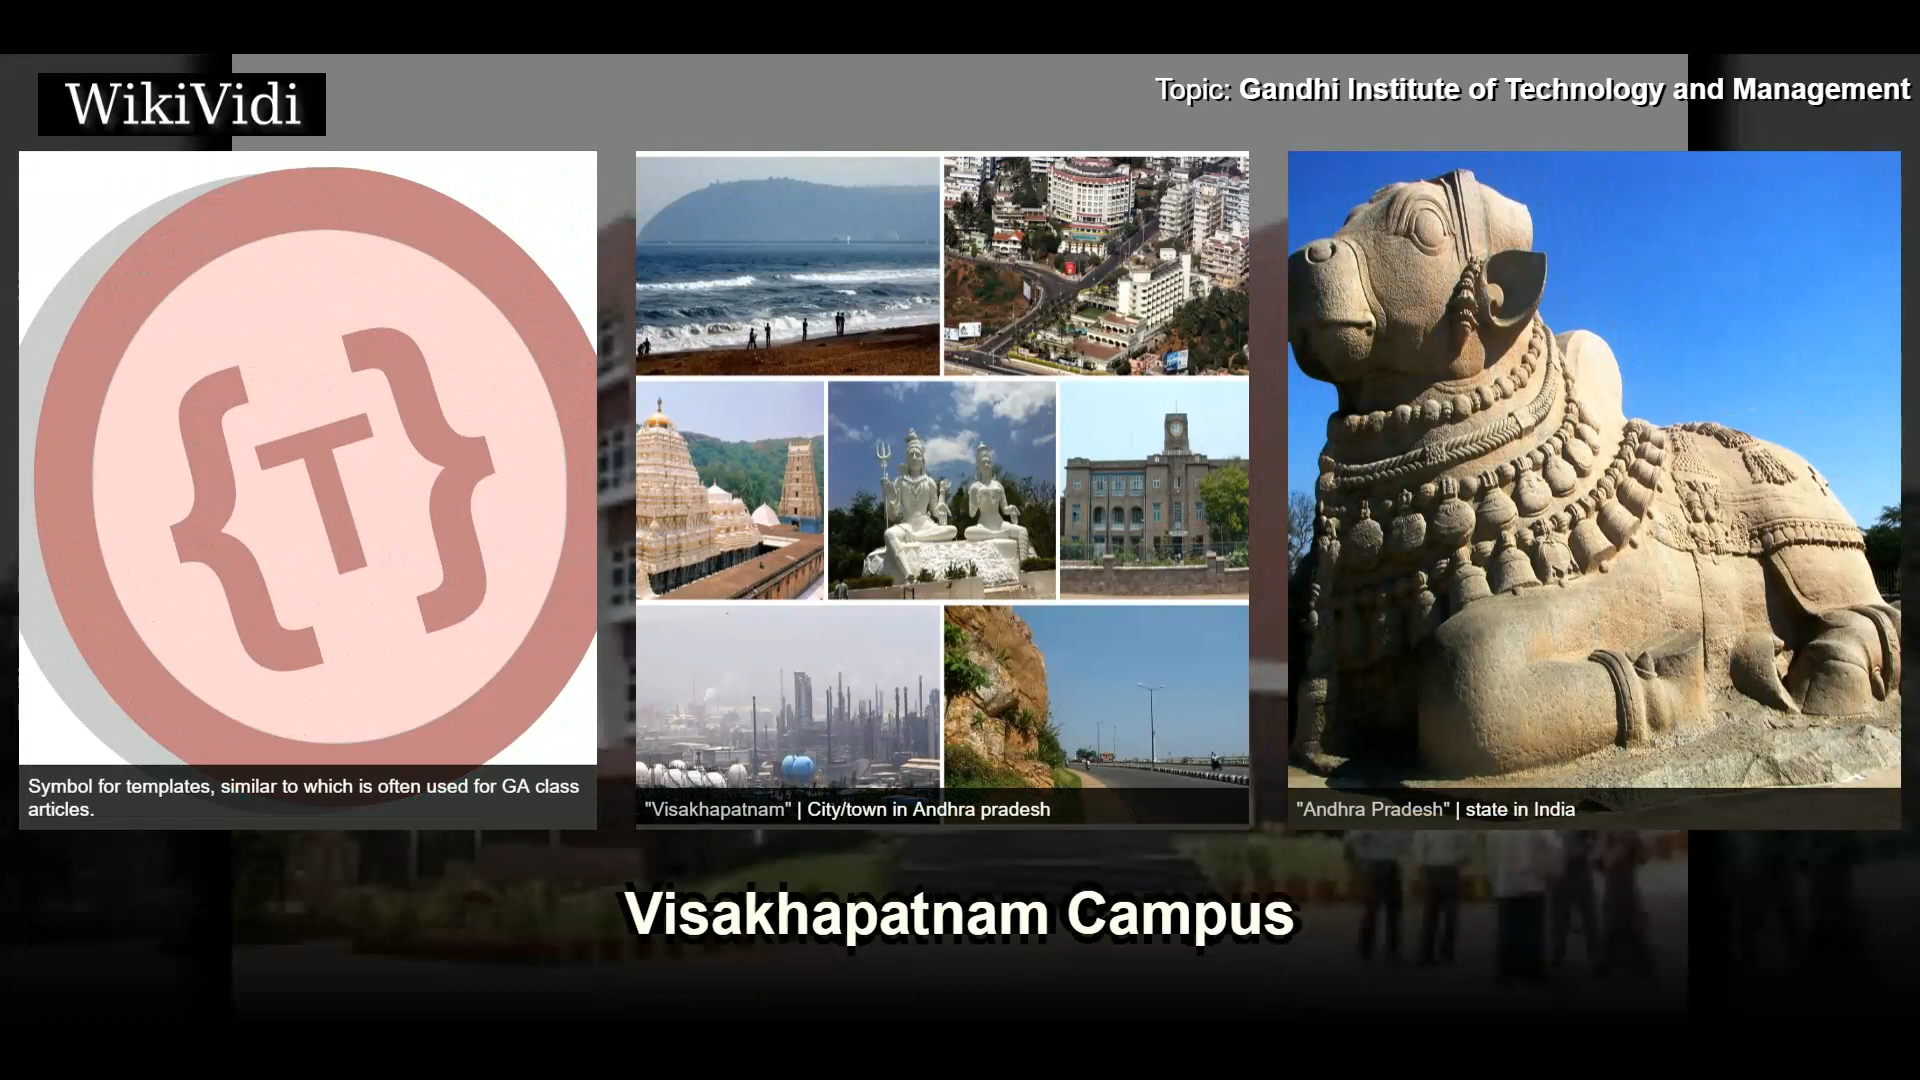 WikiVidi
Topic: Gandhi Institute of Technology and Management
{T}
Symbol for templates, similar to which is often used for GA class
articles.
"Visakhapatnam" | City/town in Andhra pradesh
"Andhra Pradesh" | state in India
Visakhapatnam Campus